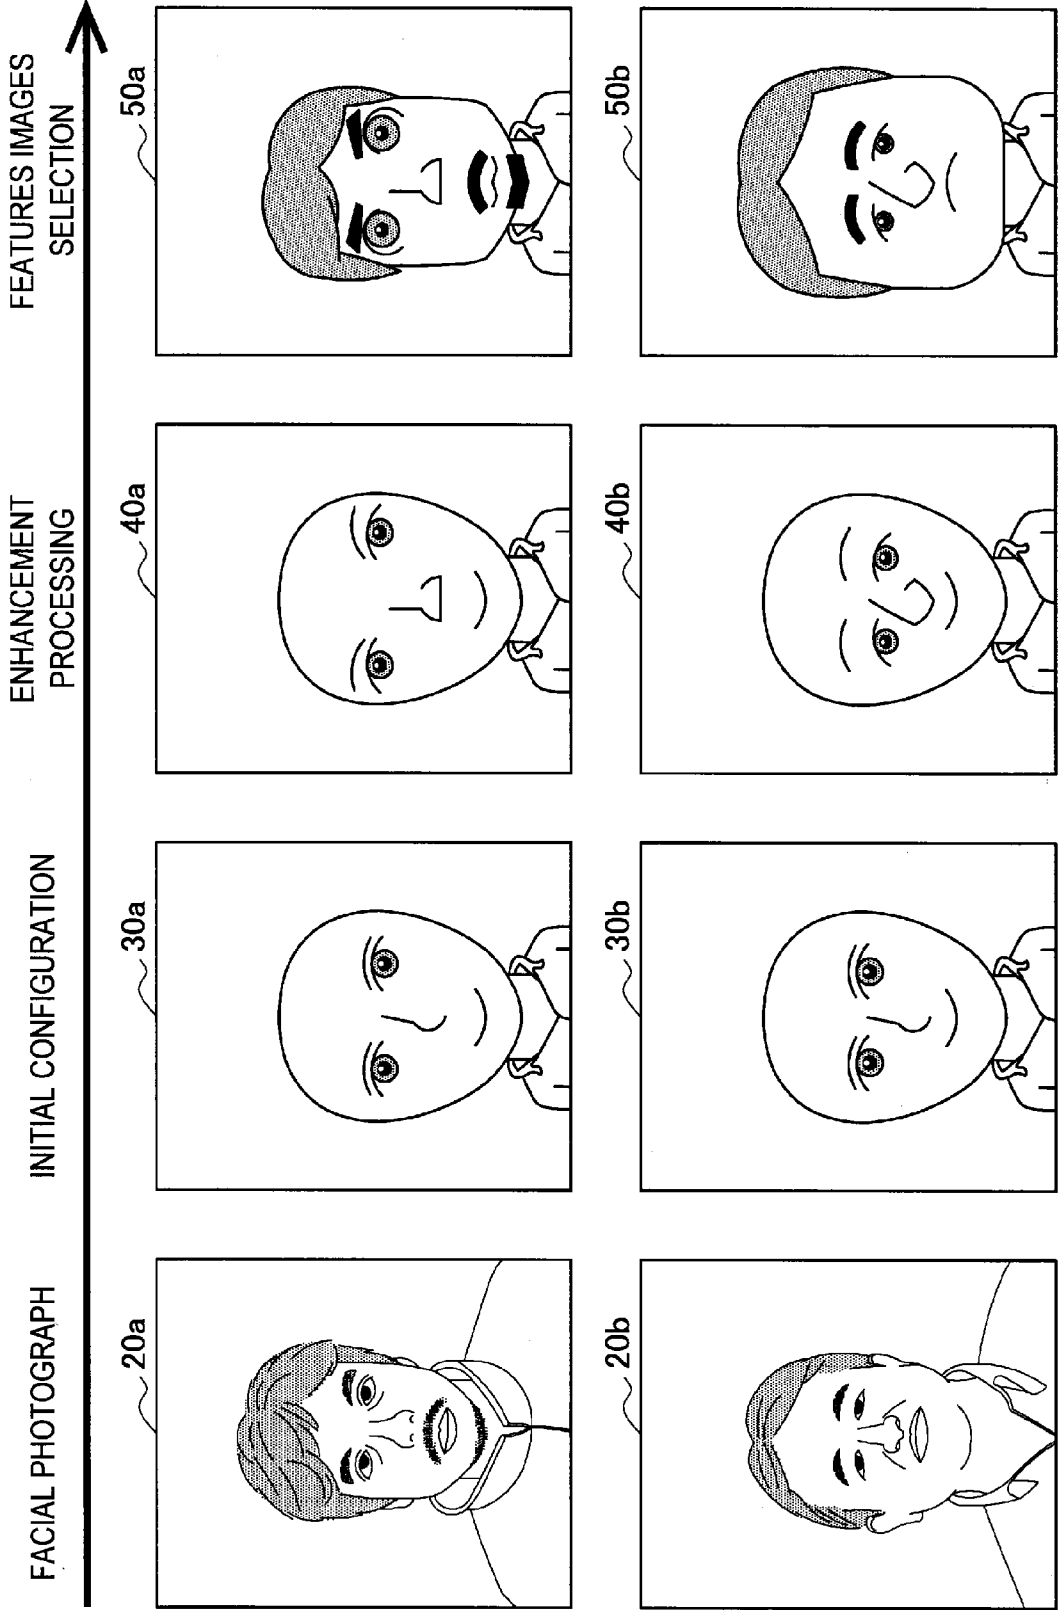 FACIAL PHOTOGRAPH
INITIAL CONFIGURATION
ENHANCEMENT
PROCESSING
FEATURES IMAGES
SELECTION
20a
30a
40a
50a
20b
30b
40b
50b